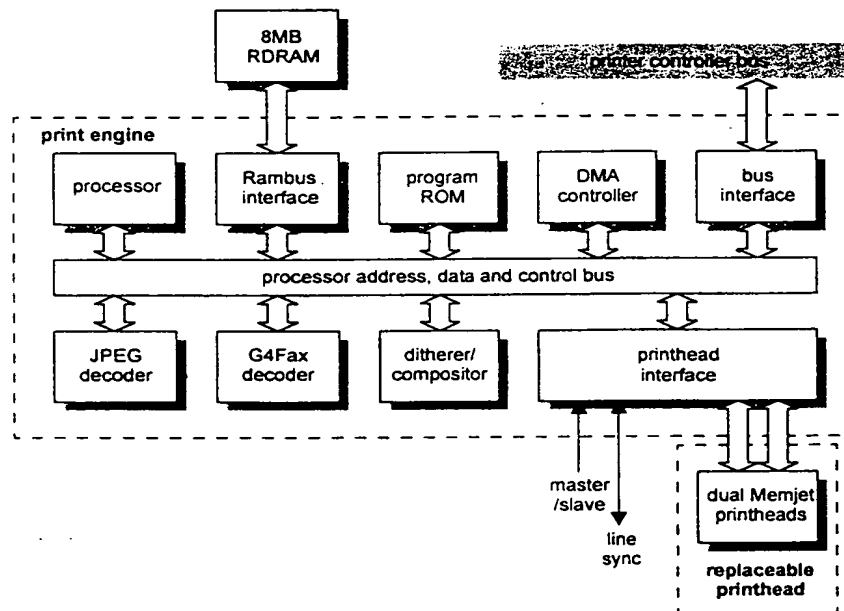 8MB
RDRAM
printer controller bus
print engine
processor
Rambus
interface
program
ROM
DMA
controller
bus
interface
processor address, data and control bus
JPEG
decoder
G4Fax
decoder
ditherer/
compositor
printhead
interface
master
/slave
line
sync
dual Memjet
printheads
replaceable
printhead